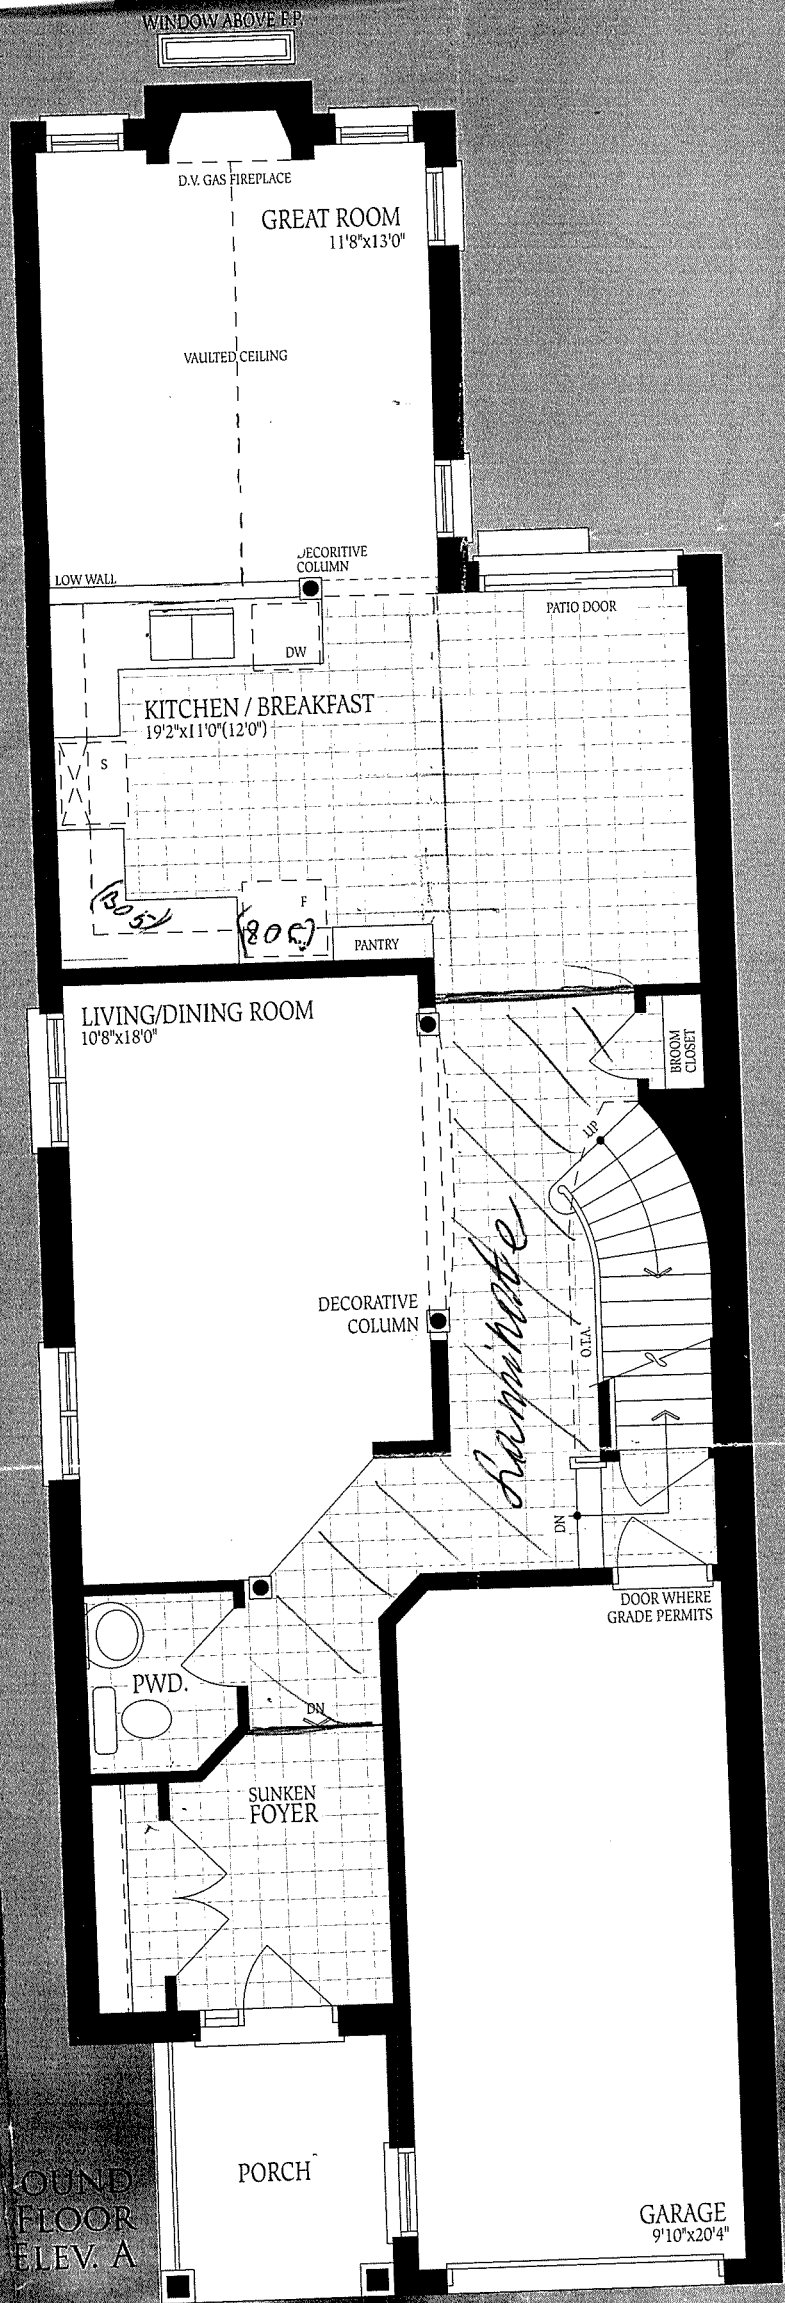 WINDOW ABOVE F.P.
D.V. GAS FIREPLACE
GREAT ROOM
11'8"x13'0"
VAULTED CEILING
DECORITIVE
COLUMN
LOW WALL
PATIO DOOR
DW
KITCHEN / BREAKFAST
19'2"x11'0"(12'0")
S
F
PANTRY
LIVING/DINING ROOM
10'8"x18'0"
BROOM
CLOSET
UP
Laminate
DECORATIVE
COLUMN
O.T.A.
DN
DOOR WHERE
GRADE PERMITS
PWD.
DN
SUNKEN
FOYER
PORCH
GARAGE
9'10"x20'4"
OUND
FLOOR
ELEV. A